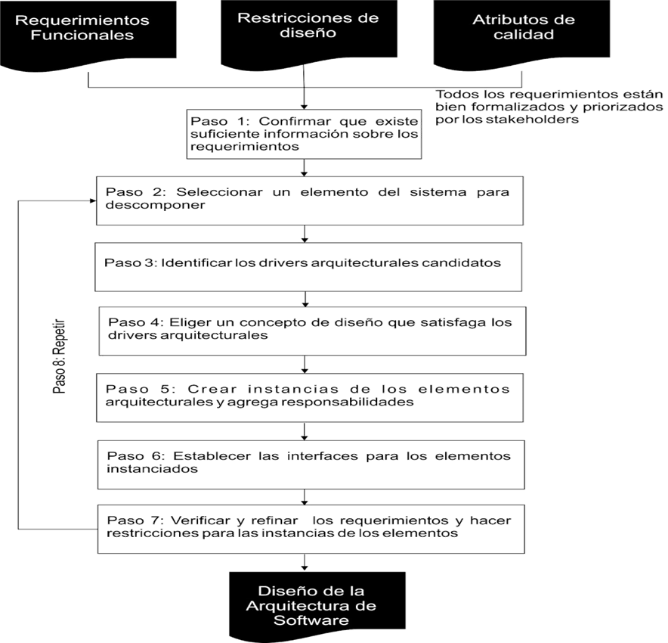 Requerimientos
Funcionales
Restricciones de
diseño
Atributos de
calidad
Todos los requerimientos están
bien formalizados y priorizados
por los stakeholders
Paso 1: Confirmar que existe
suficiente información sobre los
requerimientos
Paso 2: Seleccionar un elemento del sistema para
descomponer
Paso 3: Identificar los drivers arquitecturales candidatos
Paso 4: Eliger un concepto de diseño que satisfaga los
drivers arquitecturales
Paso 5: Crear instancias de los elementos
arquitecturales y agrega responsabilidades
Paso 6: Establecer las interfaces para los elementos
instanciados
Paso 7: Verificar y refinar los requerimientos y hacer
restricciones para las instancias de los elementos
Paso 8: Repetir
Diseño de la
Arquitectura de
Software